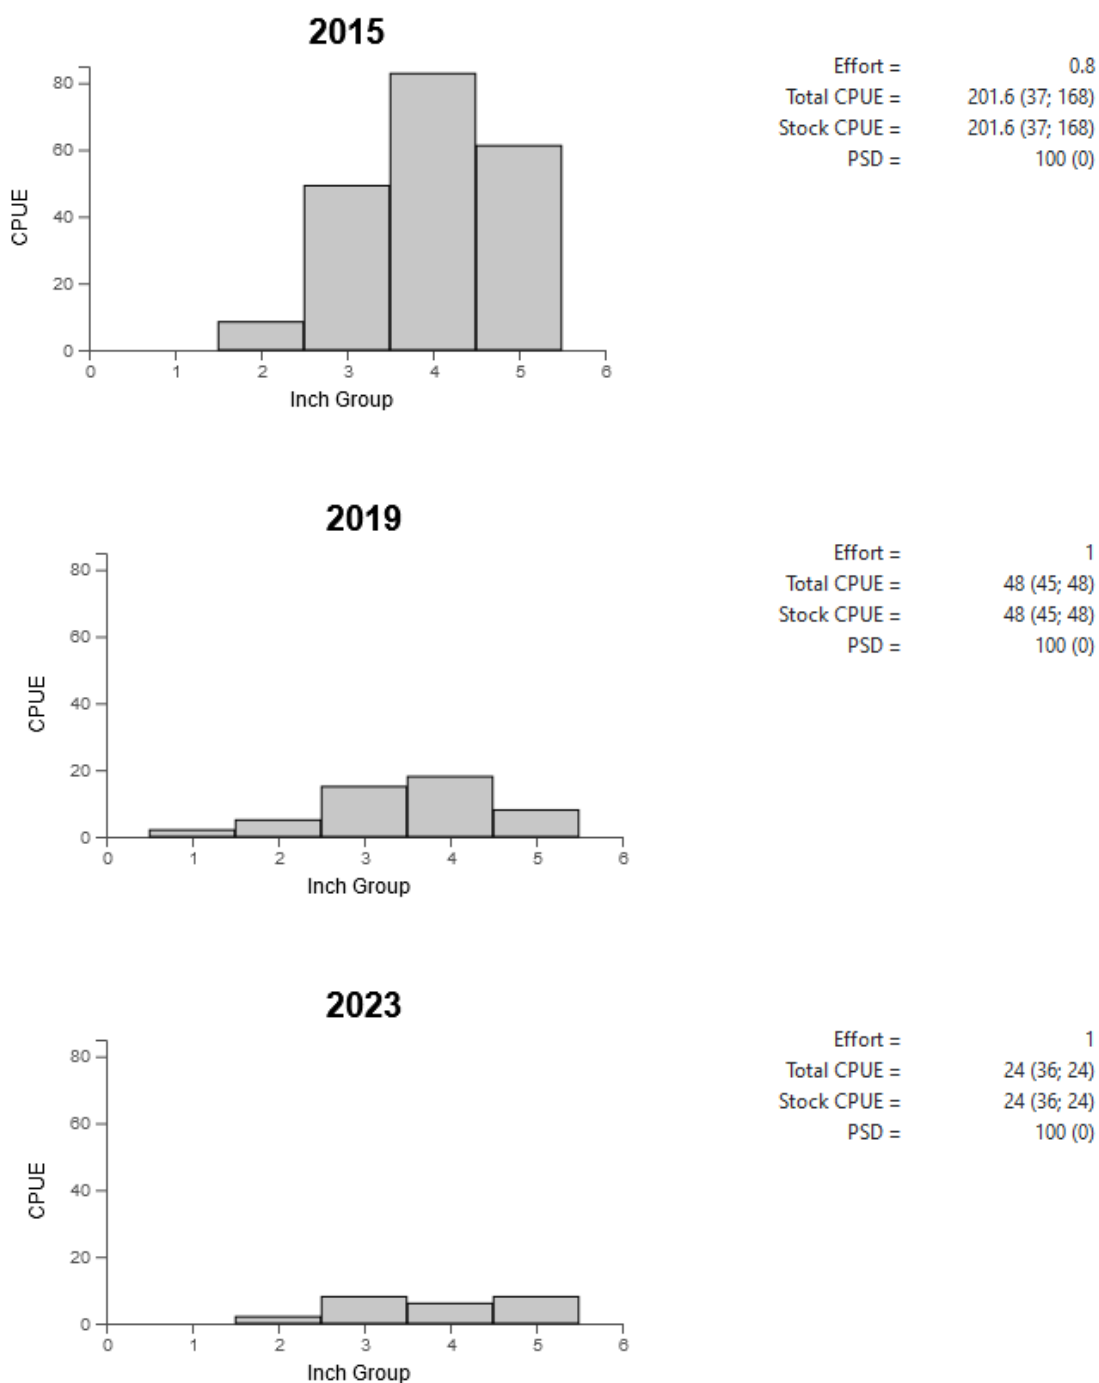 2015
Effort = 0.8
Total CPUE = 201.6 (37; 168)
Stock CPUE = 201.6 (37; 168)
PSD = 100 (0)
CPUE
80
60
40
20
0
0 1 2 3 4 5 6
Inch Group
2019
Effort = 1
Total CPUE = 48 (45; 48)
Stock CPUE = 48 (45; 48)
PSD = 100 (0)
CPUE
80
60
40
20
0
0 1 2 3 4 5 6
Inch Group
2023
Effort = 1
Total CPUE = 24 (36; 24)
Stock CPUE = 24 (36; 24)
PSD = 100 (0)
CPUE
80
60
40
20
0
0 1 2 3 4 5 6
Inch Group